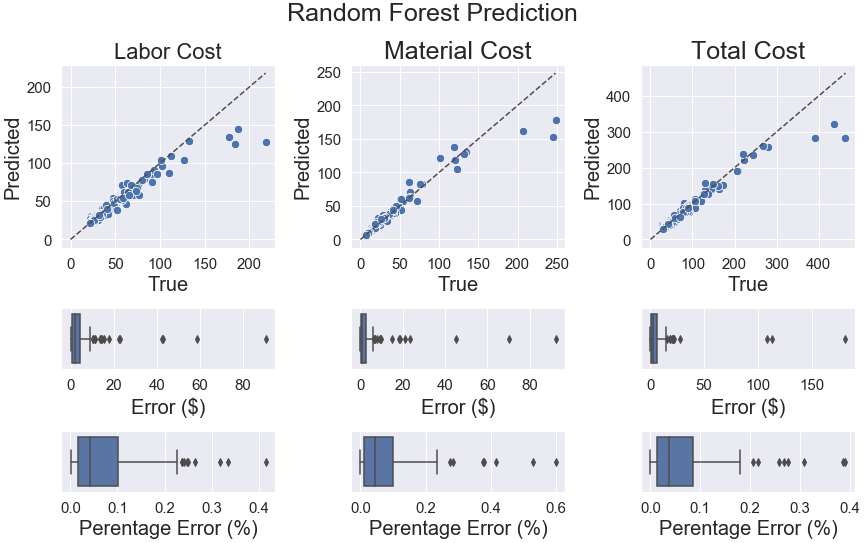 Random Forest Prediction
Labor Cost
Material Cost
Total Cost
Predicted
200
150
100
50
0
0 50 100 150 200
True
Predicted
250
200
150
100
50
0
0 50 100 150 200 250
True
Predicted
400
300
200
100
0
0 100 200 300 400
True
0 20 40 60 80
Error ($)
0 20 40 60 80
Error ($)
0 50 100 150
Error ($)
0.0 0.1 0.2 0.3 0.4
Perentage Error (%)
0.0 0.2 0.4 0.6
Perentage Error (%)
0.0 0.1 0.2 0.3 0.4
Perentage Error (%)